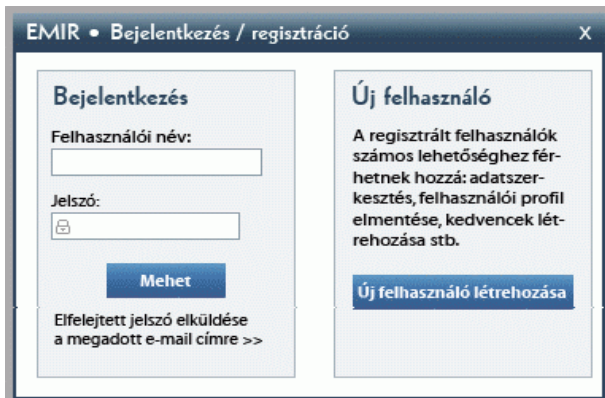 EMIR • Bejelentkezés / regisztráció X
Bejelentkezés
Felhasználói név:
Jelszó:
Mehet
Elfelejtett jelszó elküldése
a megadott e-mail címre >>
Új felhasználó
A regisztrált felhasználók
számos lehetőséghez fér-
hetnek hozzá: adatszer-
kesztés, felhasználói profil
elmentése, kedvencek lét-
rehozása stb.
Új felhasználó létrehozása